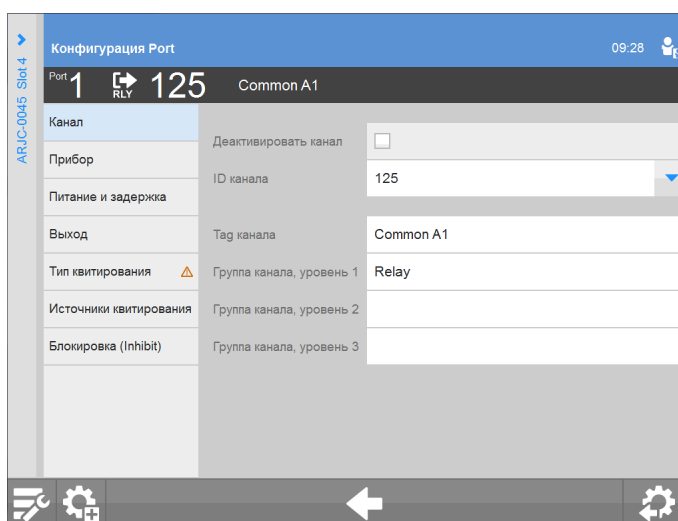 ARJC-0045 Slot 4
Конфигурация Port
09:28
Port 1 RLY 125 Common A1
Канал
Прибор
Питание и задержка
Выход
Тип квитирования
Источники квитирования
Блокировка (Inhibit)
Деактивировать канал
ID канала 125
Tag канала Common A1
Группа канала, уровень 1 Relay
Группа канала, уровень 2
Группа канала, уровень 3